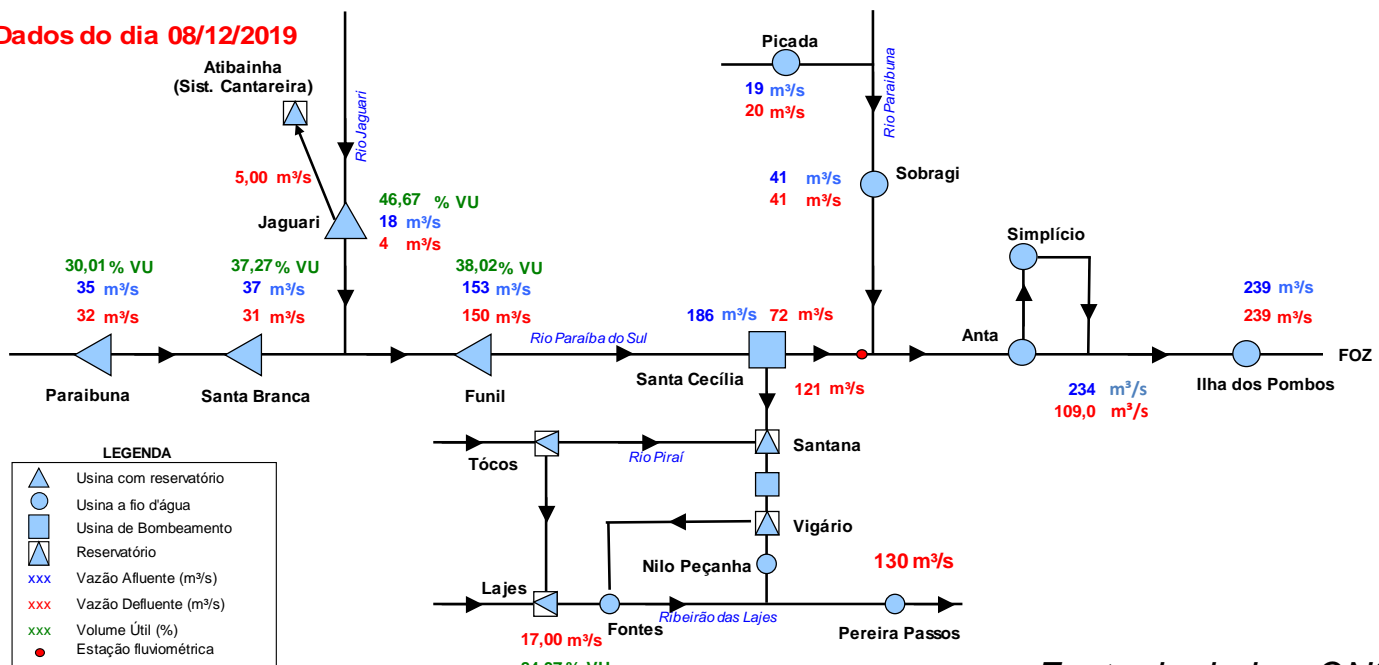 Dados do dia 08/12/2019
Atibainha
(Sist. Cantareira)
Rio Jaguari
5,00 m³/s
Jaguari
46,67 % VU
18 m³/s
4 m³/s
Picada
19 m³/s
20 m³/s
Rio Paraibuna
41 m³/s
41 m³/s
Sobragi
Simplício
30,01 % VU
35 m³/s
32 m³/s
Paraibuna
37,27 % VU
37 m³/s
31 m³/s
Santa Branca
38,02 % VU
153 m³/s
150 m³/s
Funil
Rio Paraíba do Sul
186 m³/s 72 m³/s
Santa Cecília
121 m³/s
Anta
234 m³/s
109,0 m³/s
239 m³/s
239 m³/s
Ilha dos Pombos
FOZ
Tócos
Rio Piraí
Santana
Vigário
Nilo Peçanha
130 m³/s
Lajes
17,00 m³/s
Fontes
Ribeirão das Lajes
Pereira Passos
LEGENDA
Usina com reservatório
Usina a fio d'água
Usina de Bombeamento
Reservatório
xxx Vazão Afluente (m³/s)
xxx Vazão Defluente (m³/s)
xxx Volume Útil (%)
Estação fluviométrica